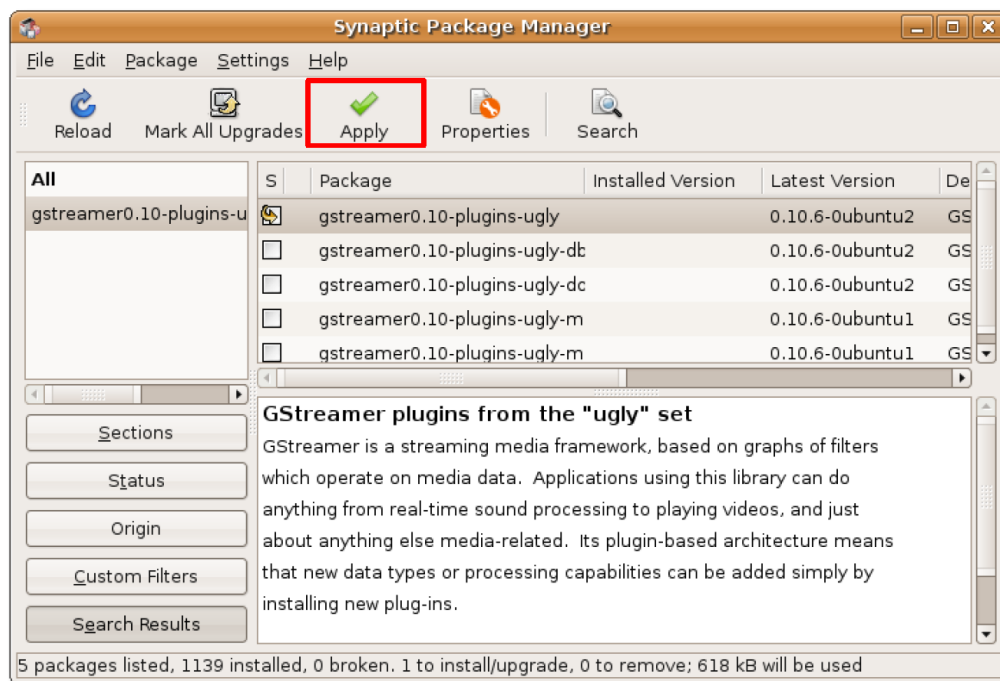 Synaptic Package Manager
File Edit Package Settings Help
Reload Mark All Upgrades Apply Properties Search
All
gstreamer0.10-plugins-u
S Package Installed Version Latest Version De
gstreamer0.10-plugins-ugly 0.10.6-0ubuntu2 GS
gstreamer0.10-plugins-ugly-db 0.10.6-0ubuntu2 GS
gstreamer0.10-plugins-ugly-dc 0.10.6-0ubuntu2 GS
gstreamer0.10-plugins-ugly-m 0.10.6-0ubuntu1 GS
gstreamer0.10-plugins-ugly-m 0.10.6-0ubuntu1 GS
Sections
Status
Origin
Custom Filters
Search Results
GStreamer plugins from the "ugly" set
GStreamer is a streaming media framework, based on graphs of filters
which operate on media data. Applications using this library can do
anything from real-time sound processing to playing videos, and just
about anything else media-related. Its plugin-based architecture means
that new data types or processing capabilities can be added simply by
installing new plug-ins.
5 packages listed, 1139 installed, 0 broken. 1 to install/upgrade, 0 to remove; 618 kB will be used